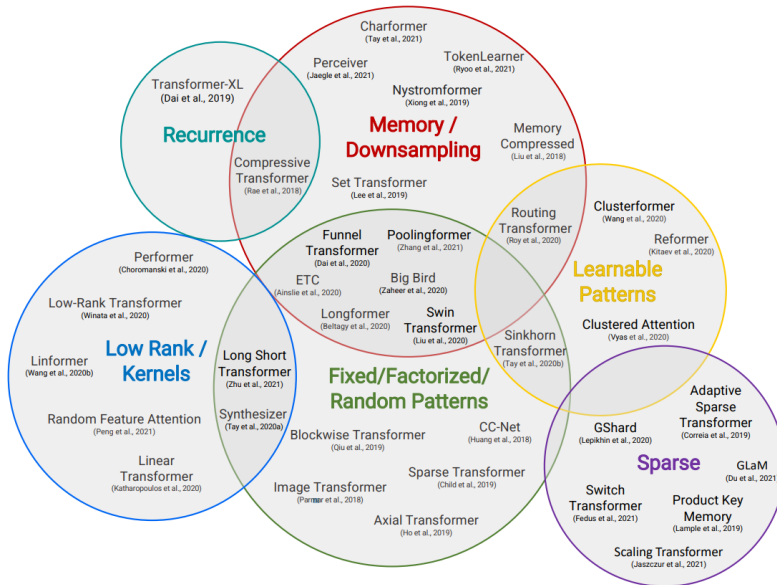 Charformer
(Tay et al., 2021)
TokenLearner
(Ryoo et al., 2021)
Perceiver
(Jaegle et al., 2021)
Transformer-XL
(Dai et al., 2019)
Nystromformer
(Xiong et al., 2019)
Recurrence
Memory /
Downsampling
Memory
Compressed
(Liu et al., 2018)
Compressive
Transformer
(Rae et al., 2018)
Set Transformer
(Lee et al., 2019)
Routing
Transformer
(Roy et al., 2020)
Clusterformer
(Wang et al., 2020)
Reformer
(Kitaev et al., 2020)
Learnable
Patterns
Clustered Attention
(Vyas et al., 2020)
Funnel
Transformer
(Dai et al., 2020)
Poolingformer
(Zhang et al., 2021)
ETC
(Ainslie et al., 2020)
Big Bird
(Zaheer et al., 2020)
Longformer
(Beltagy et al., 2020)
Swin
Transformer
(Liu et al., 2020)
Sinkhorn
Transformer
(Tay et al., 2020b)
Performer
(Choromanski et al., 2020)
Low-Rank Transformer
(Winata et al., 2020)
Linformer
(Wang et al., 2020b)
Low Rank /
Kernels
Long Short
Transformer
(Zhu et al., 2021)
Synthesizer
(Tay et al., 2020a)
Random Feature Attention
(Peng et al., 2021)
Linear
Transformer
(Katharopoulos et al., 2020)
Fixed/Factorized/
Random Patterns
Blockwise Transformer
(Qiu et al., 2019)
CC-Net
(Huang et al., 2018)
Sparse Transformer
(Child et al., 2019)
Image Transformer
(Parmar et al., 2018)
Axial Transformer
(Ho et al., 2019)
Adaptive
Sparse
Transformer
(Correia et al., 2019)
GShard
(Lepikhin et al., 2020)
Sparse
GLaM
(Du et al., 2021)
Switch
Transformer
(Fedus et al., 2021)
Product Key
Memory
(Lample et al., 2019)
Scaling Transformer
(Jaszczur et al., 2021)